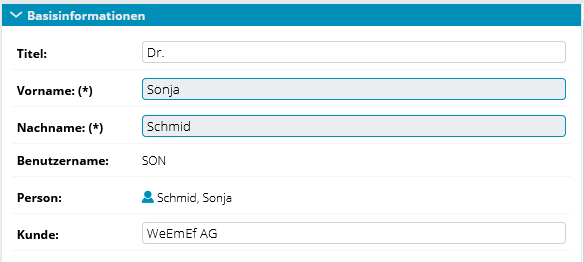 Basisinformationen
Titel: Dr.
Vorname: (*) Sonja
Nachname: (*) Schmid
Benutzername: SON
Person: Schmid, Sonja
Kunde: WeEmEf AG